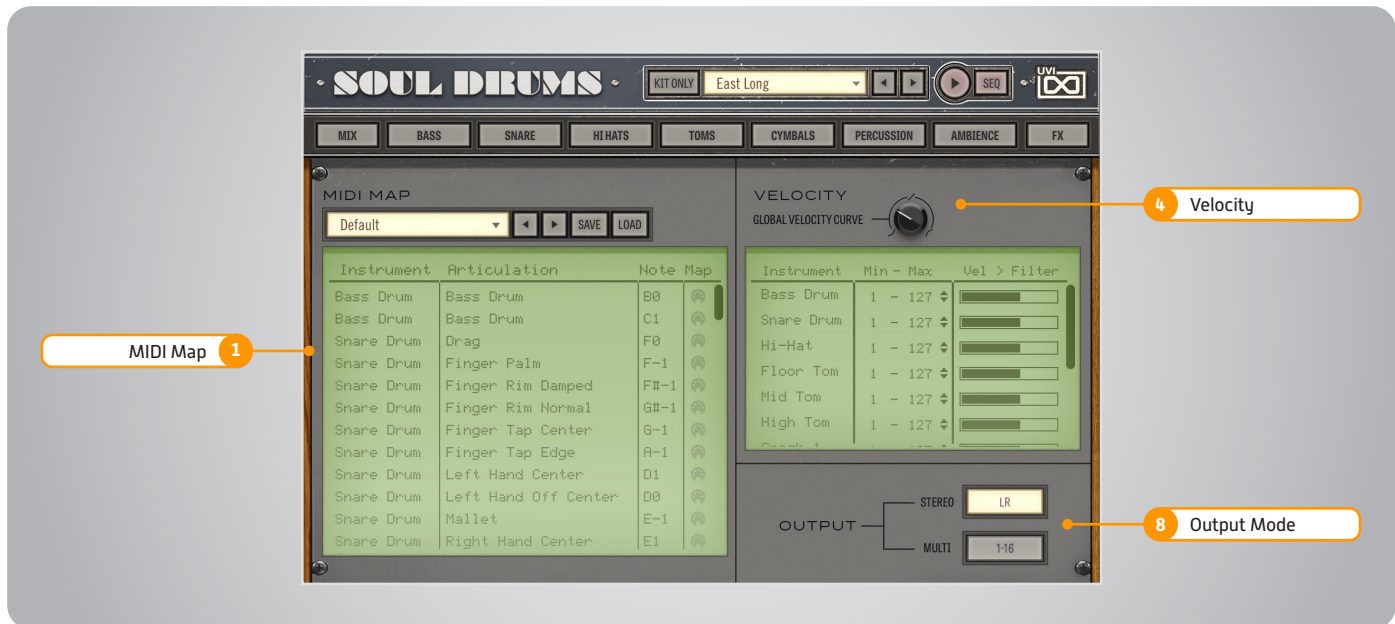 SOUL DRUMS
KIT ONLY East Long SEQ UVI
MIX BASS SNARE HI HATS TOMS CYMBALS PERCUSSION AMBIENCE FX
MIDI MAP
Default SAVE LOAD
Instrument Articulation Note Map
Bass Drum Bass Drum B0
Bass Drum Bass Drum C1
Snare Drum Drag F0
Snare Drum Finger Palm F-1
Snare Drum Finger Rim Damped F#-1
Snare Drum Finger Rim Normal G#-1
Snare Drum Finger Tap Center G-1
Snare Drum Finger Tap Edge A-1
Snare Drum Left Hand Center D1
Snare Drum Left Hand Off Center D0
Snare Drum Mallet E-1
Snare Drum Right Hand Center E1
VELOCITY
GLOBAL VELOCITY CURVE
Instrument Min - Max Vel > Filter
Bass Drum 1 - 127
Snare Drum 1 - 127
Hi-Hat 1 - 127
Floor Tom 1 - 127
Mid Tom 1 - 127
High Tom 1 - 127
OUTPUT
STEREO LR
MULTI 1-16
MIDI Map 1
4 Velocity
8 Output Mode